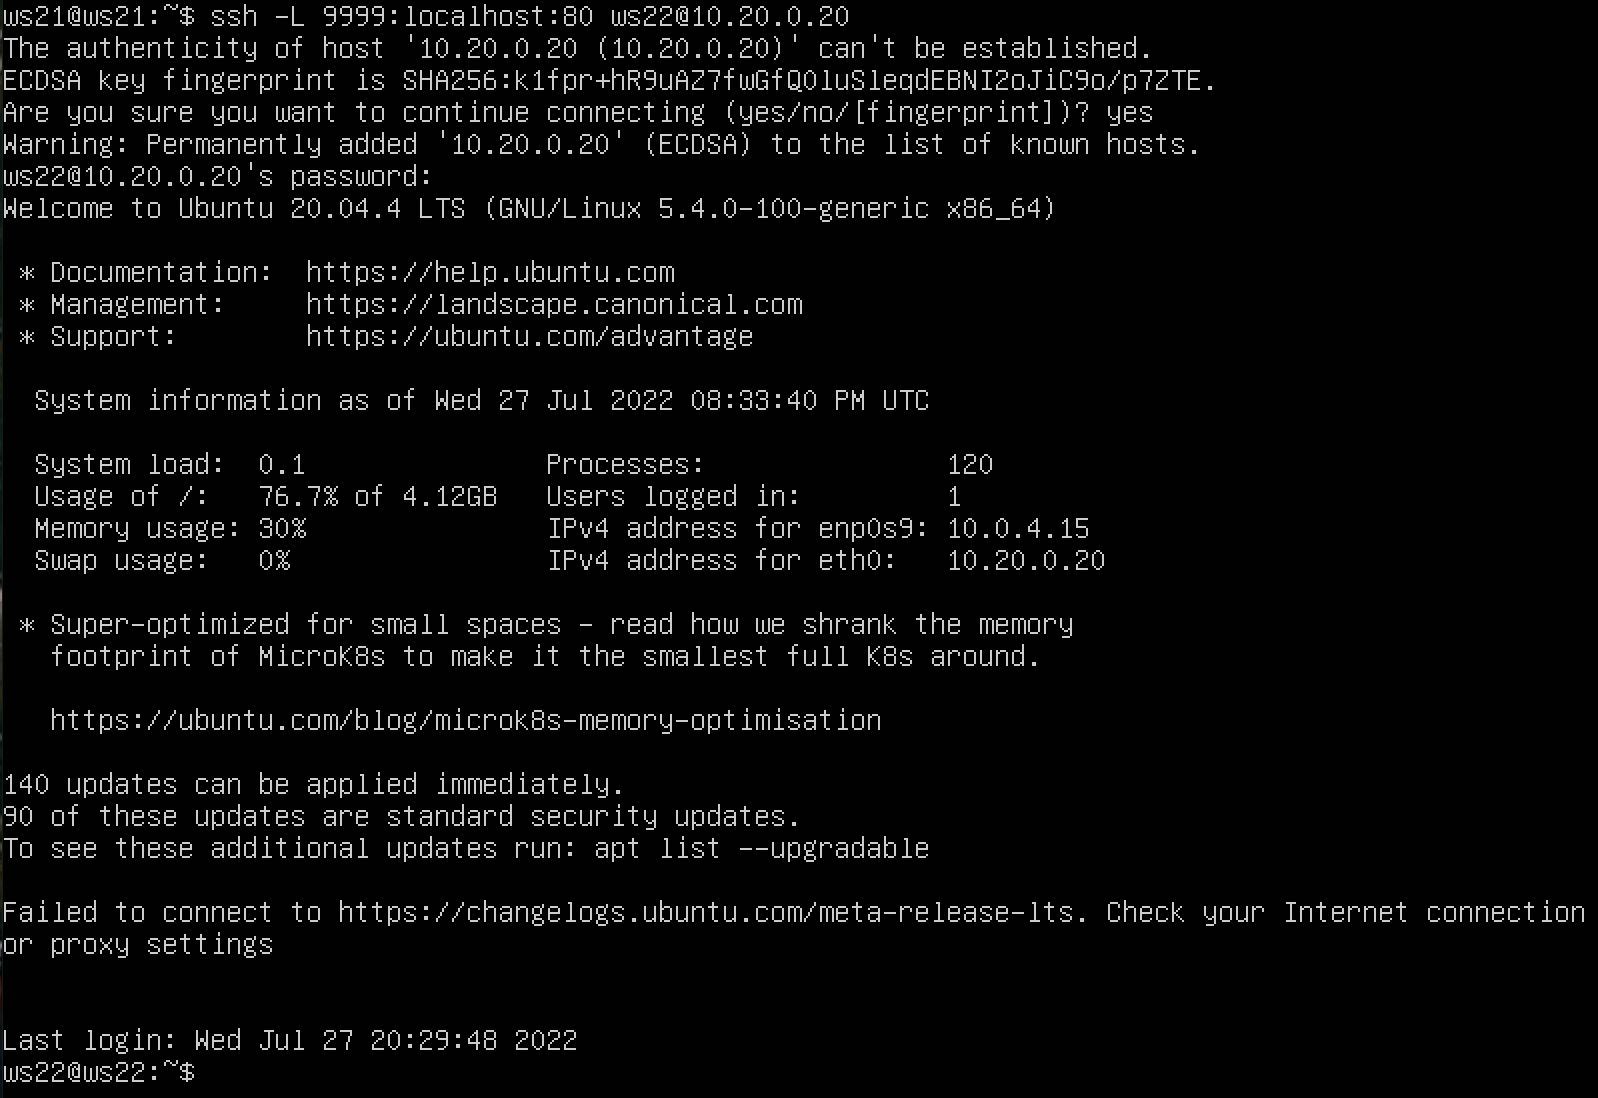 ws21@ws21:~$ ssh -L 9999:localhost:80 ws22@10.20.0.20
The authenticity of host '10.20.0.20 (10.20.0.20)' can't be established.
ECDSA key fingerprint is SHA256:k1fpr+hR9uAZ7fwGfQOluSleqdEBNI2oJiC9o/p7ZTE.
Are you sure you want to continue connecting (yes/no/[fingerprint])? yes
Warning: Permanently added '10.20.0.20' (ECDSA) to the list of known hosts.
ws22@10.20.0.20's password:
Welcome to Ubuntu 20.04.4 LTS (GNU/Linux 5.4.0-100-generic x86_64)
* Documentation:  https://help.ubuntu.com
* Management:     https://landscape.canonical.com
* Support:        https://ubuntu.com/advantage
System information as of Wed 27 Jul 2022 08:33:40 PM UTC
System load:  0.1               Processes:               120
Usage of /:   76.7% of 4.12GB   Users logged in:         1
Memory usage: 30%               IPv4 address for enp0s9: 10.0.4.15
Swap usage:   0%                IPv4 address for eth0:   10.20.0.20
* Super-optimized for small spaces - read how we shrank the memory
footprint of MicroK8s to make it the smallest full K8s around.
https://ubuntu.com/blog/microk8s-memory-optimisation
140 updates can be applied immediately.
90 of these updates are standard security updates.
To see these additional updates run: apt list --upgradable
Failed to connect to https://changelogs.ubuntu.com/meta-release-lts. Check your Internet connection
or proxy settings
Last login: Wed Jul 27 20:29:48 2022
ws22@ws22:~$